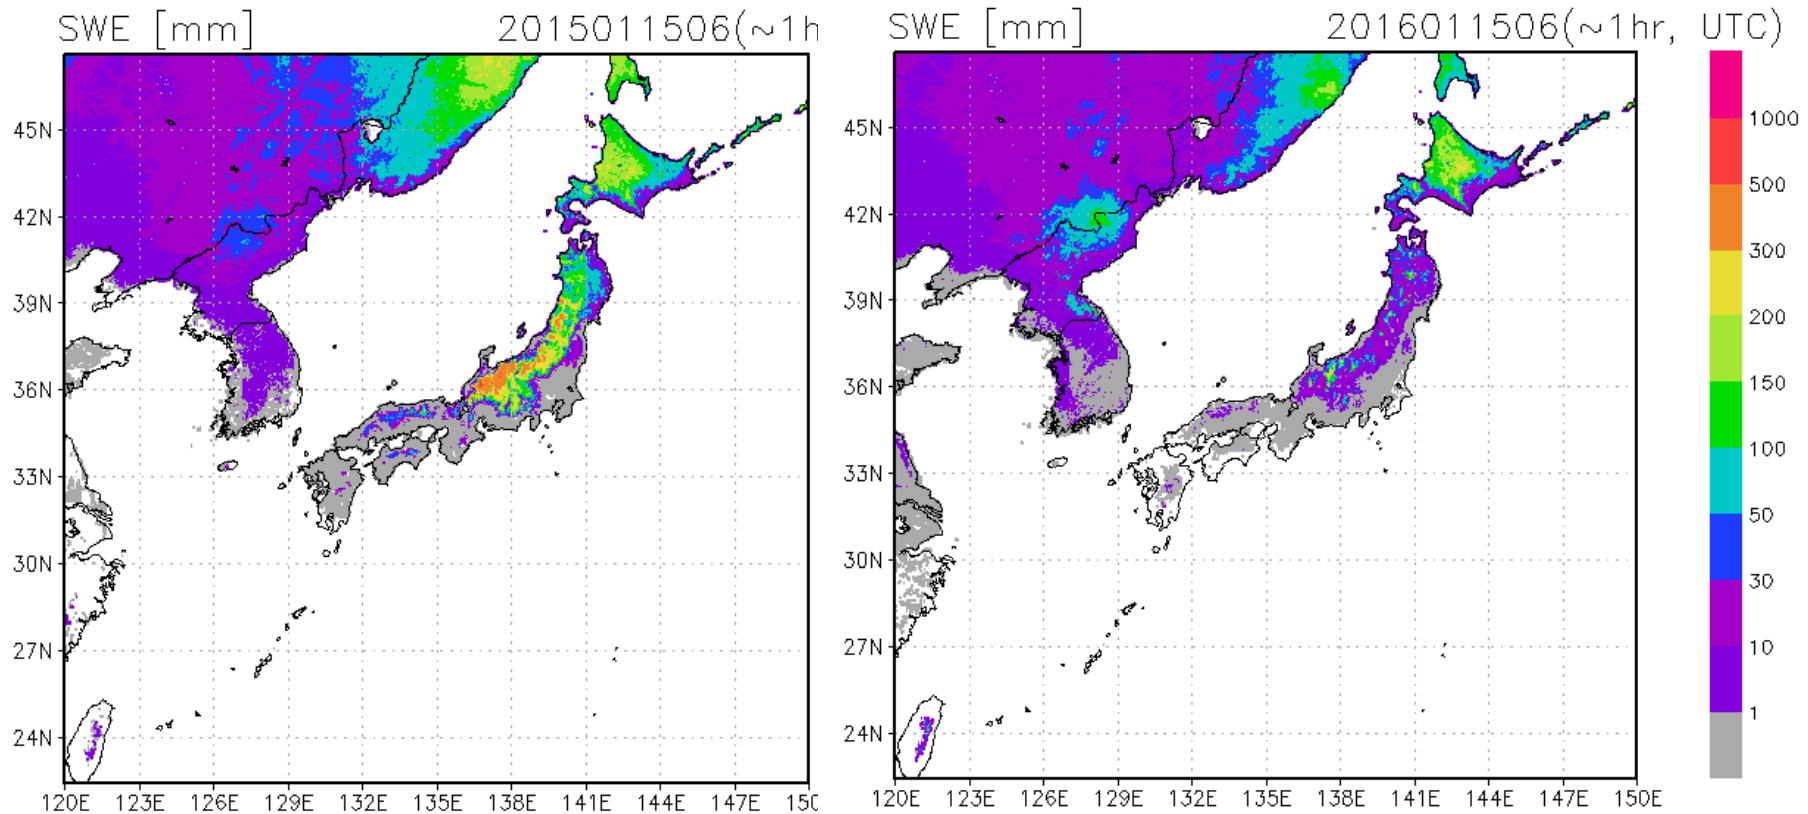 SWE [mm] 2015011506(~1h
SWE [mm] 2016011506(~1hr, UTC)
45N
42N
39N
36N
33N
30N
27N
24N
120E 123E 126E 129E 132E 135E 138E 141E 144E 147E 150
45N
42N
39N
36N
33N
30N
27N
24N
120E 123E 126E 129E 132E 135E 138E 141E 144E 147E 150E
1000
500
300
200
150
100
50
30
10
1